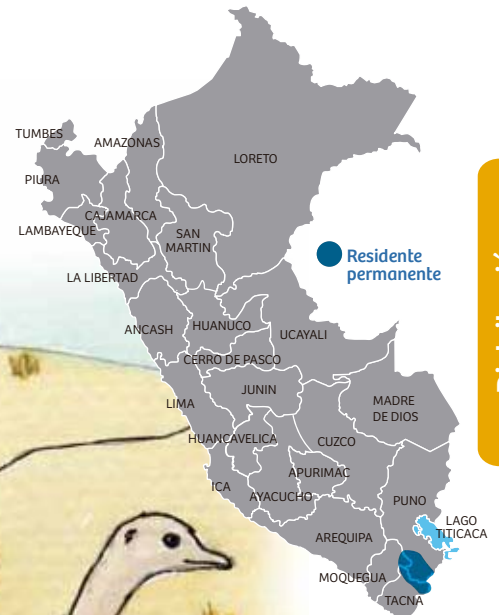 TUMBES
AMAZONAS
LORETO
PIURA
CAJAMARCA
LAMBAYEQUE
SAN
MARTIN
Residente
permanente
LA LIBERTAD
ANCASH
HUANUCO
UCAYALI
CERRO DE PASCO
JUNIN
LIMA
MADRE
DE DIOS
HUANCAVELICA
CUZCO
APURIMAC
ICA
AYACUCHO
PUNO
LAGO
TITICACA
AREQUIPA
MOQUEGUA
TACNA